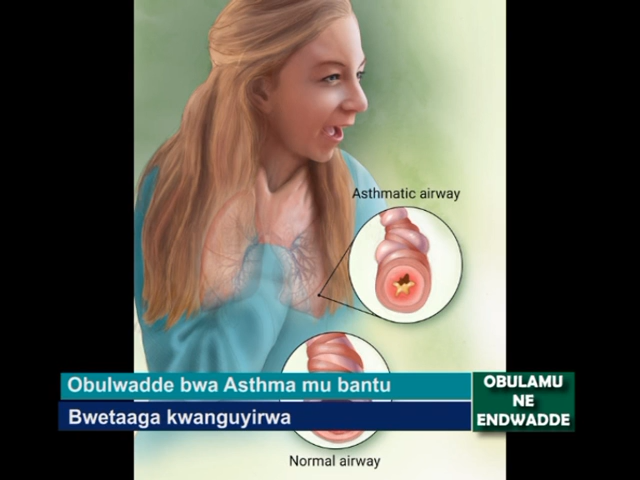 Asthmatic airway
Obulwadde bwa Asthma mu bantu
Bwetaaga kwanguyirwa
OBULAMU
NE
ENDWADDE
Normal airway